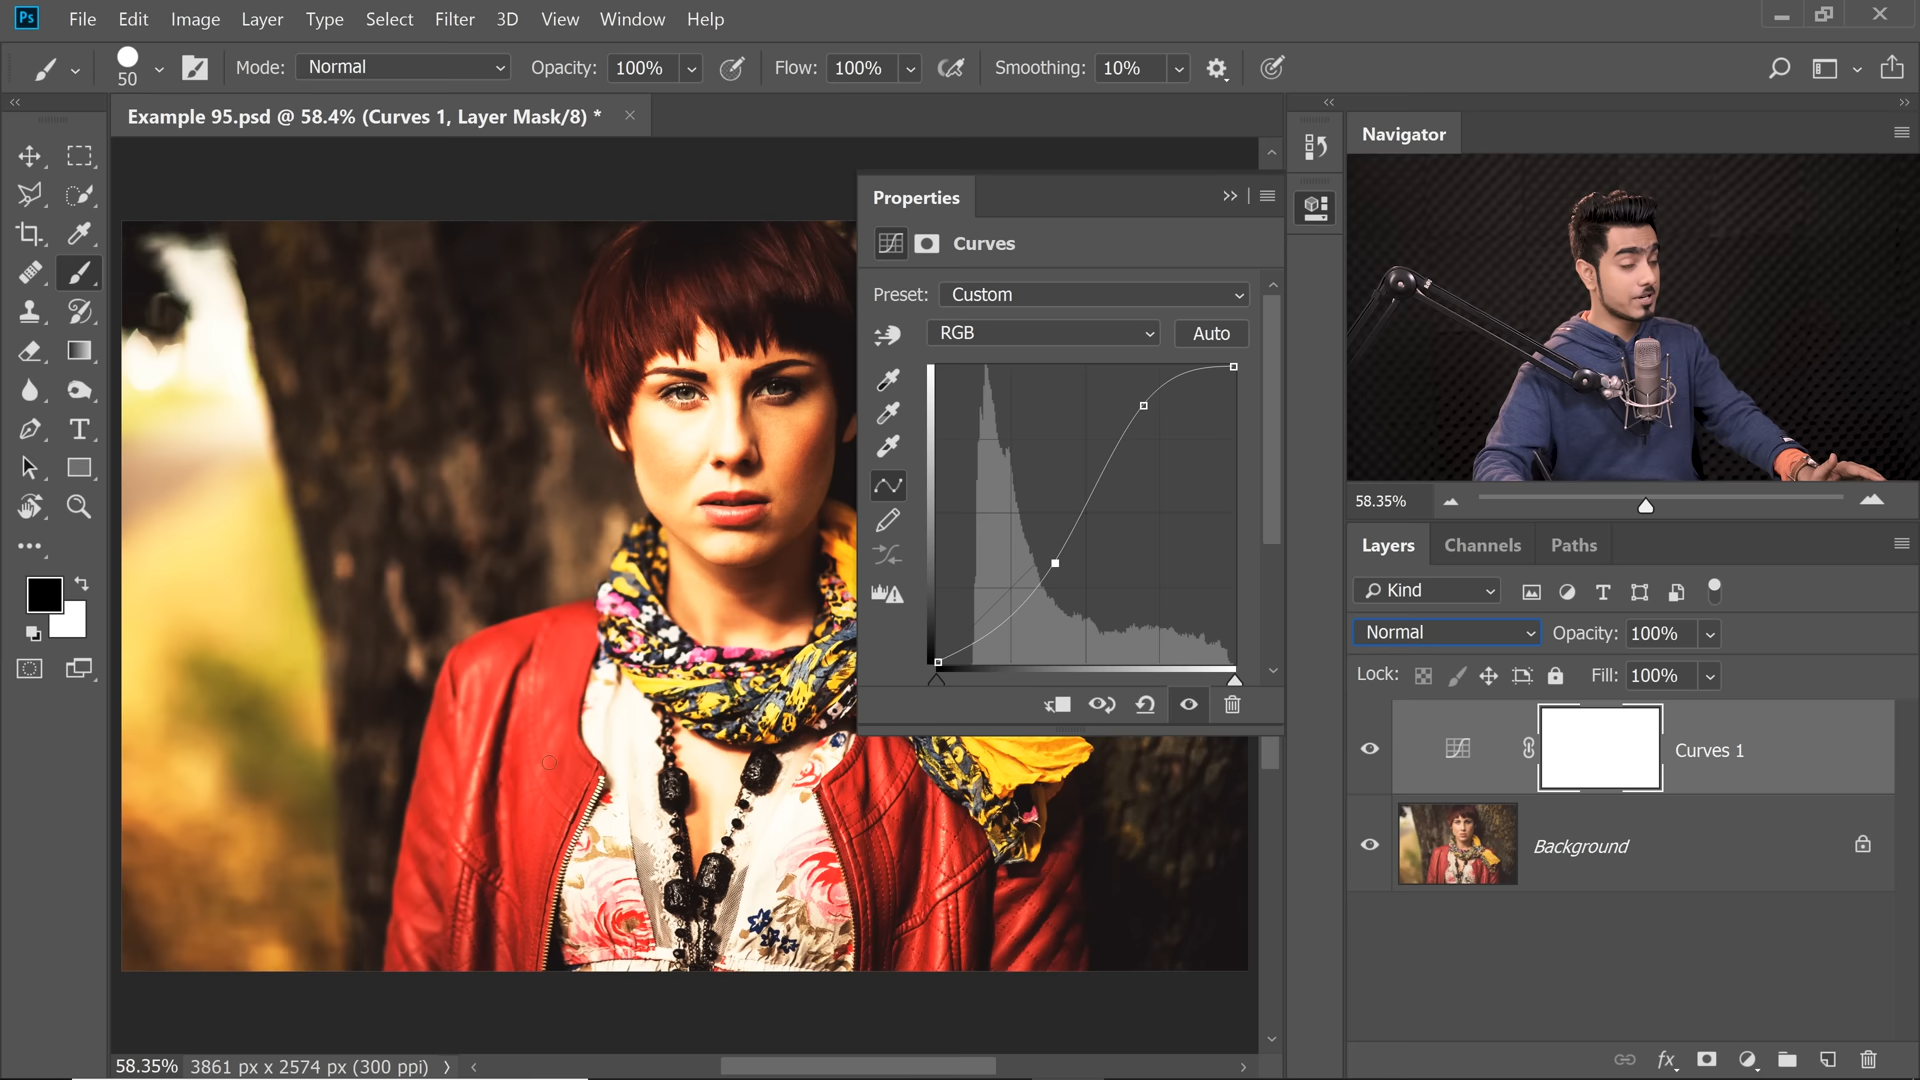 Ps File Edit Image Layer Type Select Filter 3D View Window Help
50 Mode: Normal Opacity: 100% Flow: 100% Smoothing: 10%
Example 95.psd @ 58.4% (Curves 1, Layer Mask/8) *
Navigator
Properties
Curves
Preset: Custom
RGB Auto
58.35%
Layers Channels Paths
Kind
Normal Opacity: 100%
Lock: Fill: 100%
Curves 1
Background
fx
58.35% 3861 px x 2574 px (300 ppi)